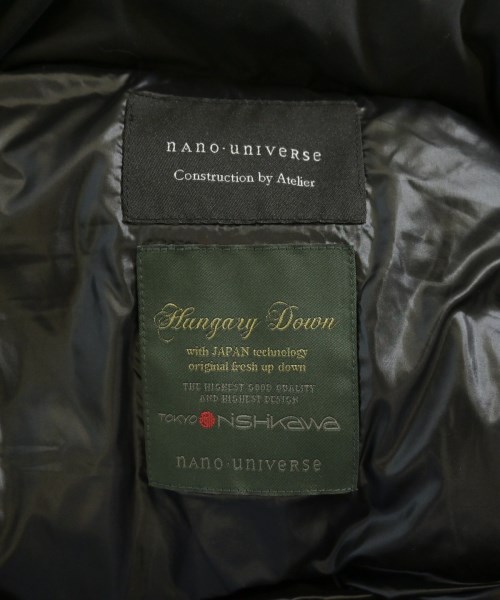 nano·universe
Construction by Atelier
Hungary Down
with JAPAN technology
original fresh up down
THE HIGHEST GOOD QUALITY
AND HIGHEST DESIGN
TOKYO NiSHiKaWa
nano·universe